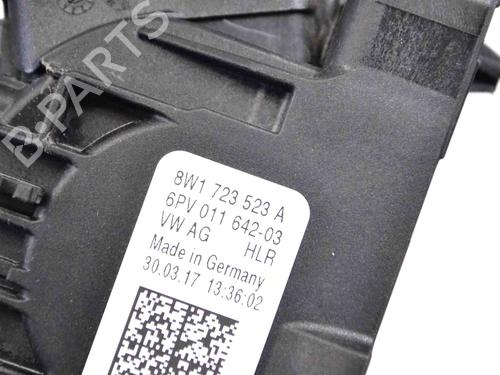 B-PARTS
8W1 723 523 A
6PV 011 642-03
VW AG HLR
Made in Germany
30.03.17 13:36:02